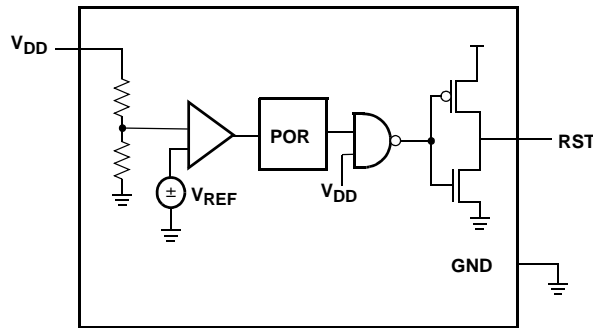 VDD
POR
±
VREF
VDD
RST
GND